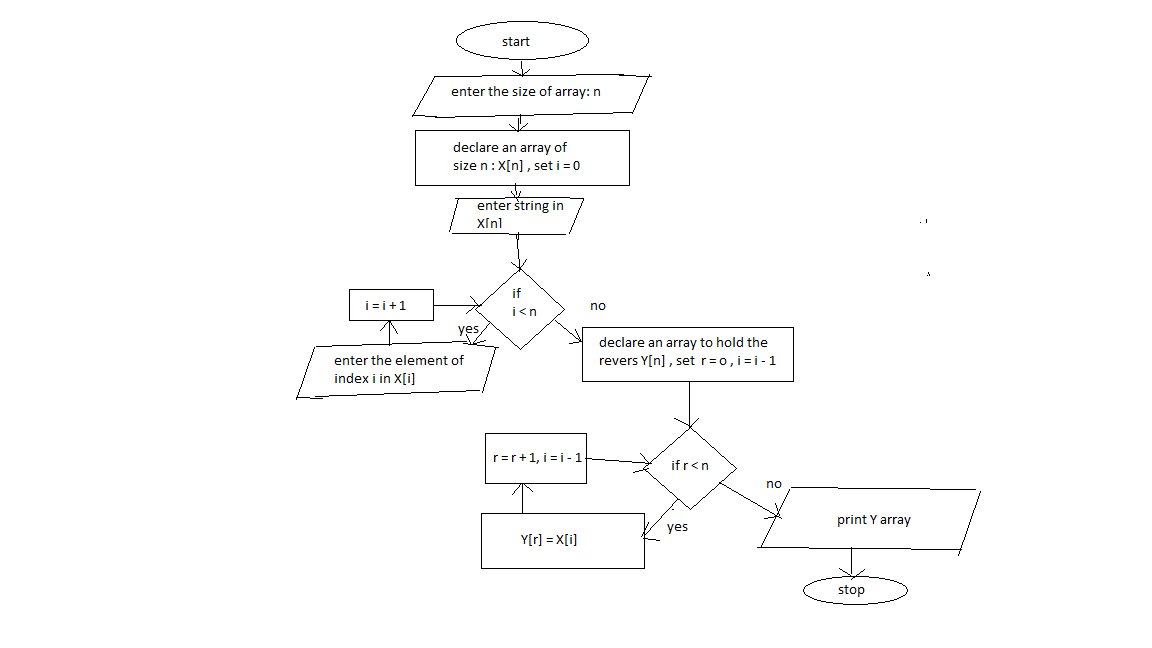 start
enter the size of array: n
declare an array of
size n : X[n] , set i = 0
enter string in
X[n]
if
i < n
no
i = i + 1
yes
enter the element of
index i in X[i]
declare an array to hold the
revers Y[n] , set r = o , i = i - 1
r = r + 1, i = i - 1
if r < n
no
yes
Y[r] = X[i]
print Y array
stop